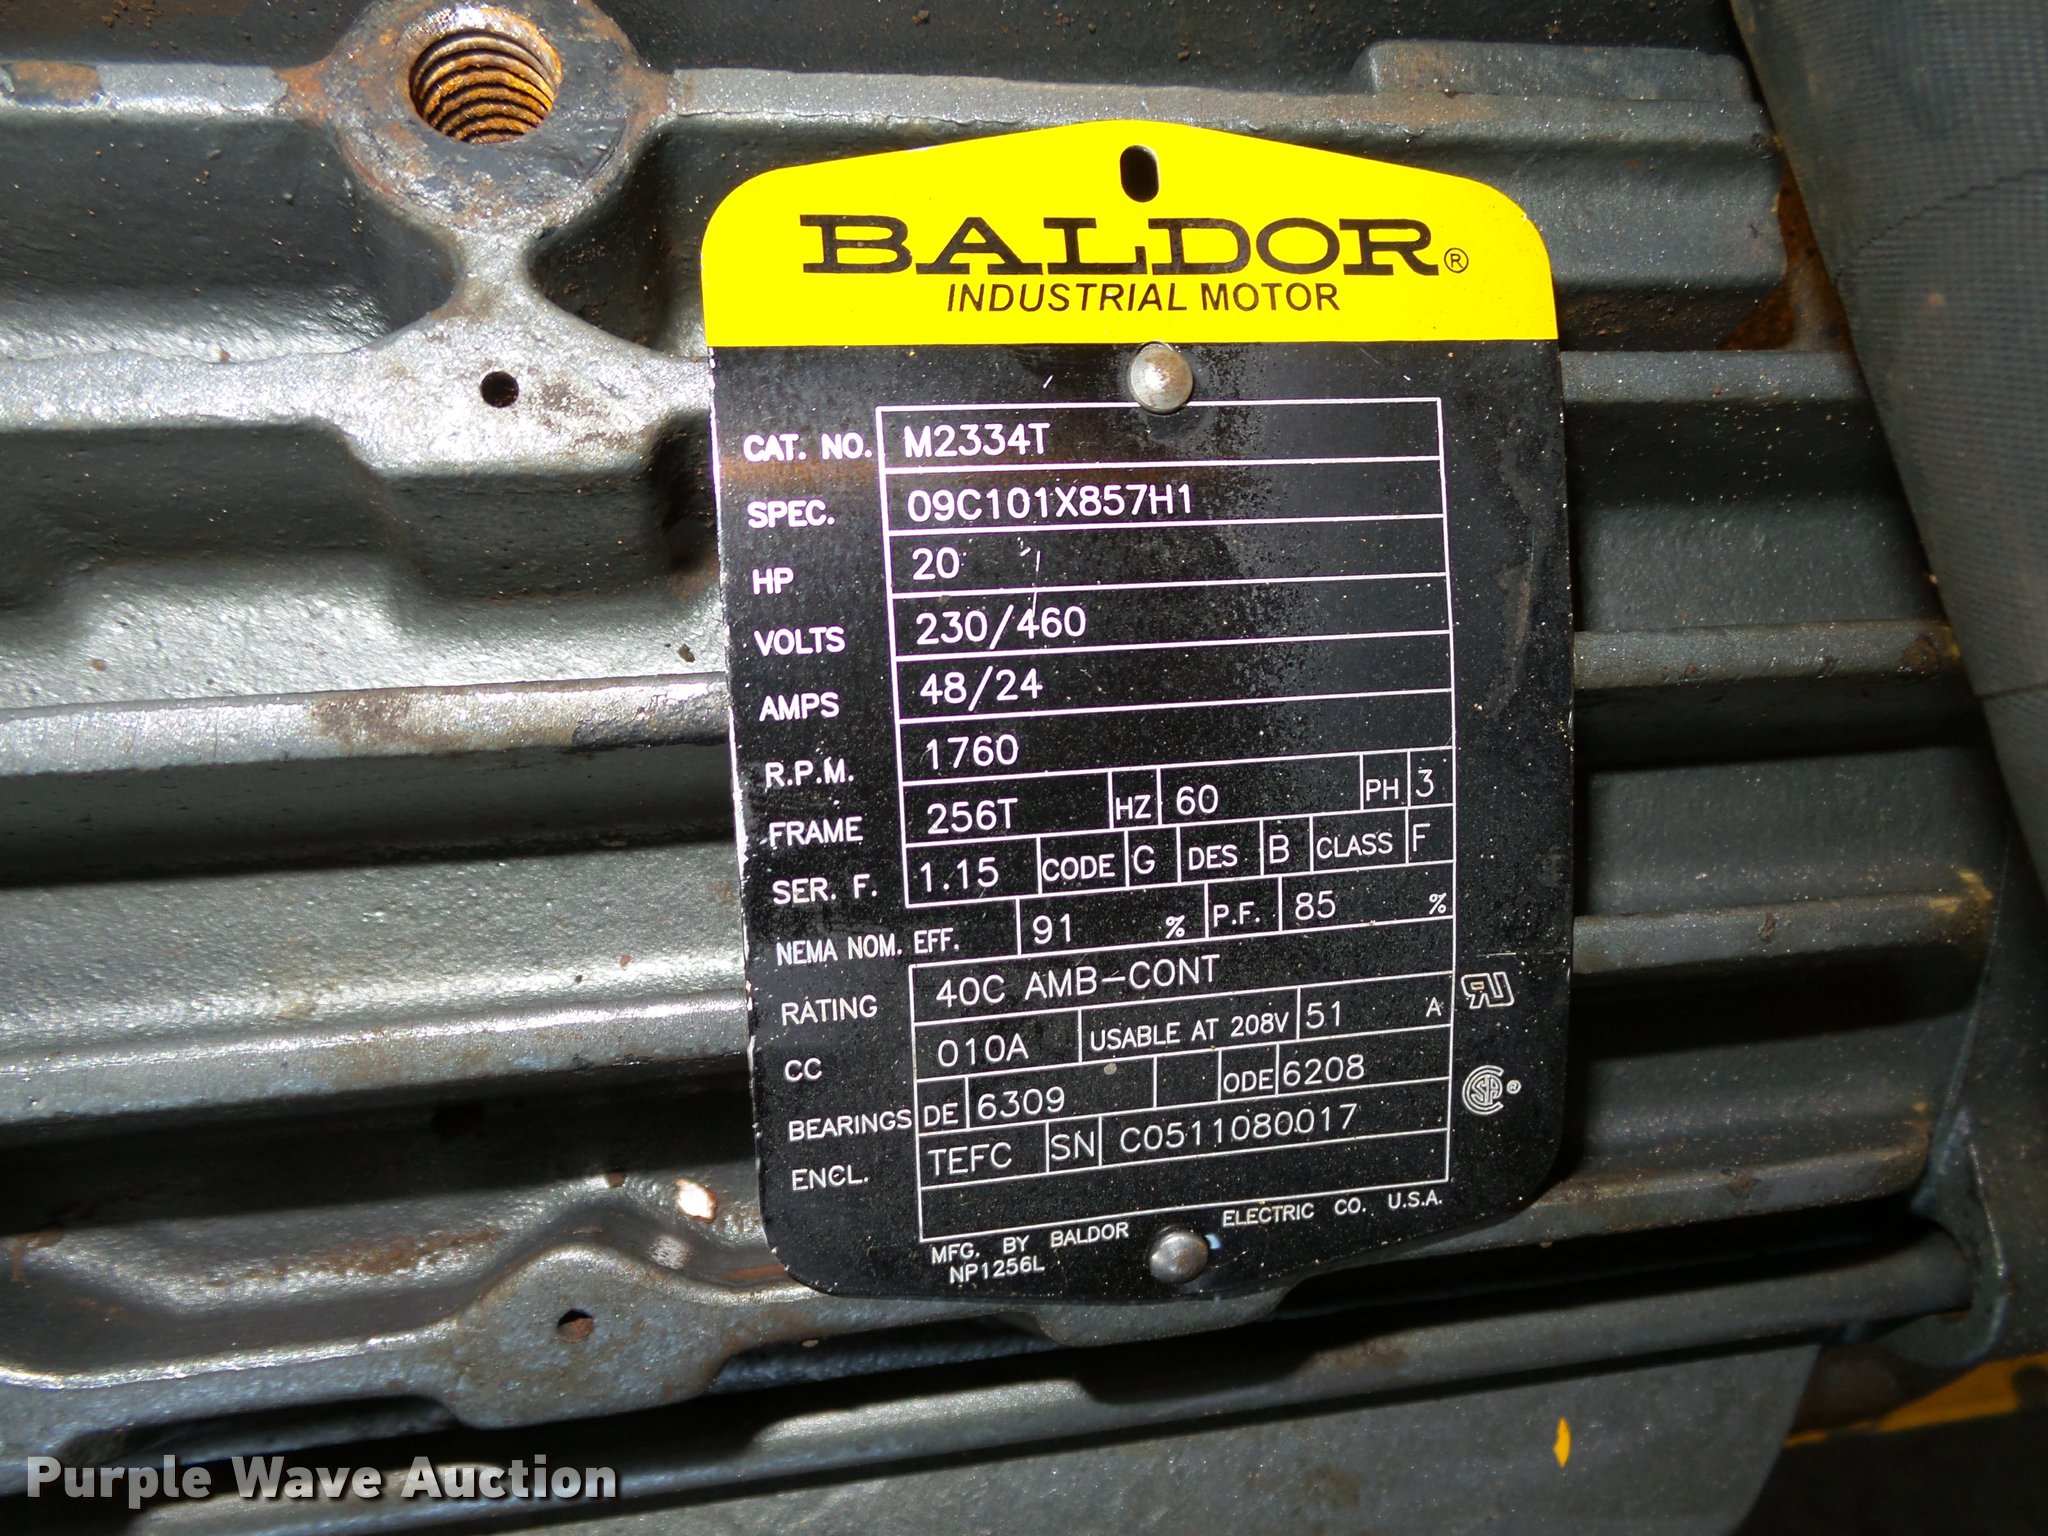 BALDOR®
INDUSTRIAL MOTOR
CAT. NO. M2334T
SPEC. 09C101X857H1
HP 20
VOLTS 230/460
AMPS 48/24
R.P.M. 1760
FRAME 256T HZ 60 PH 3
SER. F. 1.15 CODE G DES B CLASS F
NEMA NOM. EFF. 91 % P.F. 85 %
RATING 40C AMB-CONT
CC 010A USABLE AT 208V 51 A
BEARINGS DE 6309 ODE 6208
ENCL. TEFC SN C0511080017
MFG. BY BALDOR ELECTRIC CO. U.S.A.
NP1256L
SA ®
Purple Wave Auction